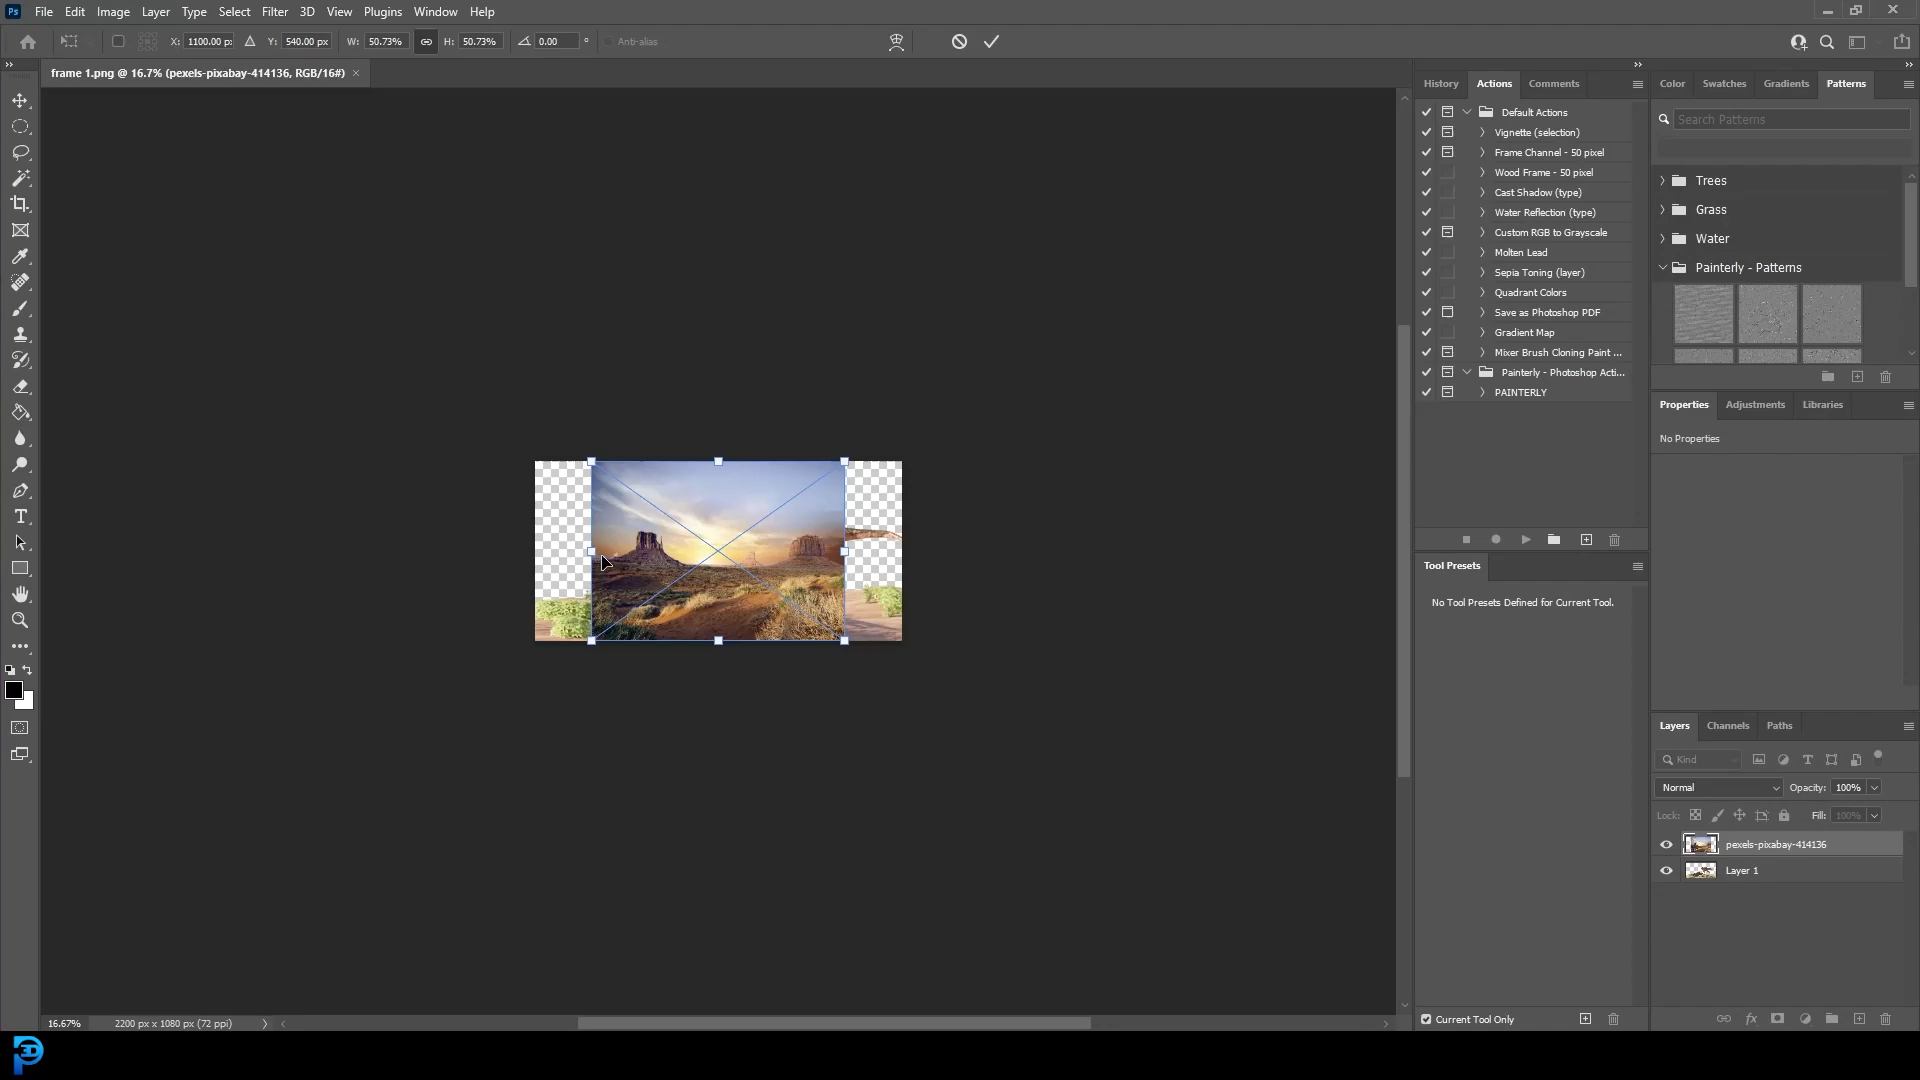 Ps File Edit Image Layer Type Select Filter 3D View Plugins Window Help
X: 1100.00 p: Y: 540.00 px W: 50.73% H: 50.73% 0.00 ° Anti-alias
frame 1.png @ 16.7% (pexels-pixabay-414136, RGB/16#) ×
History Actions Comments
Default Actions
Vignette (selection)
Frame Channel - 50 pixel
Wood Frame - 50 pixel
Cast Shadow (type)
Water Reflection (type)
Custom RGB to Grayscale
Molten Lead
Sepia Toning (layer)
Quadrant Colors
Save as Photoshop PDF
Gradient Map
Mixer Brush Cloning Paint ...
Painterly - Photoshop Acti...
PAINTERLY
Tool Presets
No Tool Presets Defined for Current Tool.
Current Tool Only
Color Swatches Gradients Patterns
Search Patterns
Trees
Grass
Water
Painterly - Patterns
Properties Adjustments Libraries
No Properties
Layers Channels Paths
Kind
Normal Opacity: 100%
Lock: Fill: 100%
pexels-pixabay-414136
Layer 1
16.67% 2200 px x 1080 px (72 ppi)
3D